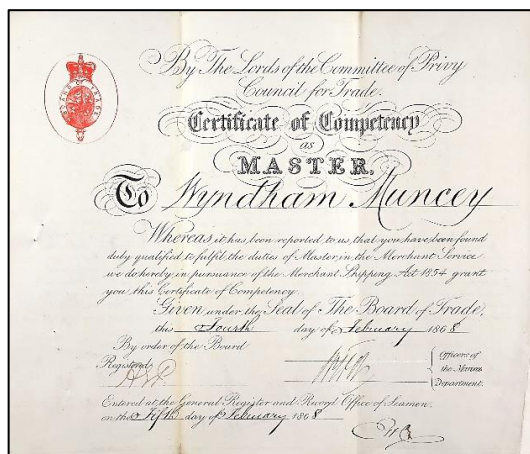 By The Lords of the Committee of Privy
Council for Trade.
Certificate of Competency
as
MASTER.
To Wyndham Muncey
Whereas it has been reported to us that you have been found
duly qualified to fulfil the duties of Master in the Merchant Service
we do hereby in pursuance of the Merchant Shipping Act 1854 grant
you this Certificate of Competency.
Given under the Seal of The Board of Trade,
this Fourth day of February 1868
By order of the Board
Registered
Officers of
the Marine
Department.
Entered at the General Register and Record Office of Seamen.
on the Fifth day of February 1868